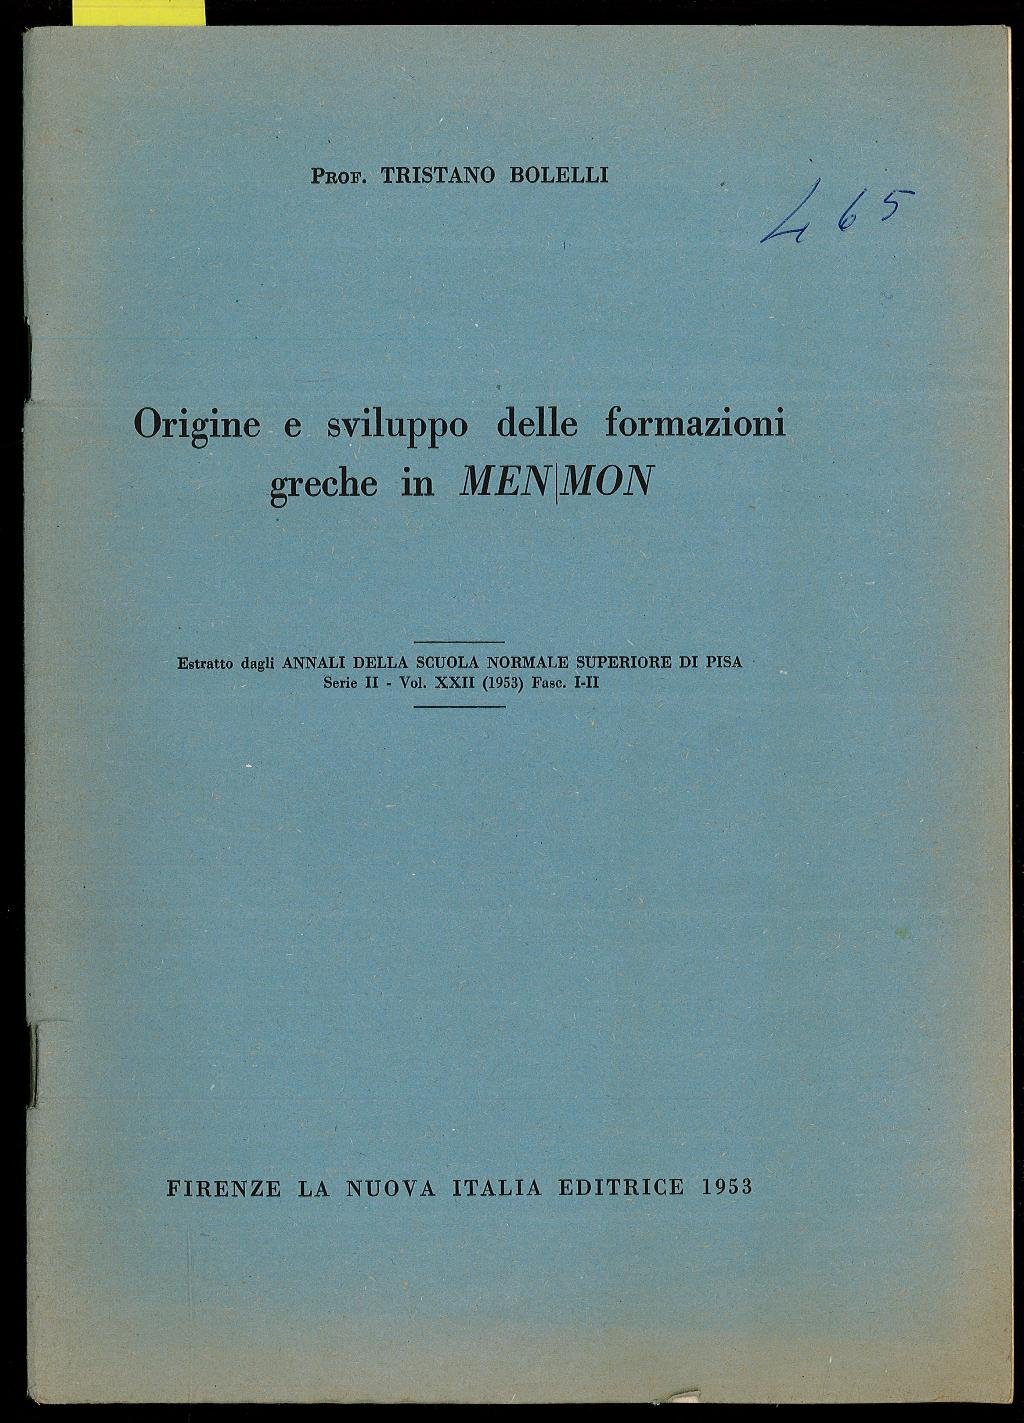 Prof. TRISTANO BOLELLI
465
Origine e sviluppo delle formazioni
greche in MEN|MON
Estratto dagli ANNALI DELLA SCUOLA NORMALE SUPERIORE DI PISA
Serie II - Vol. XXII (1953) Fasc. I-II
FIRENZE LA NUOVA ITALIA EDITRICE 1953